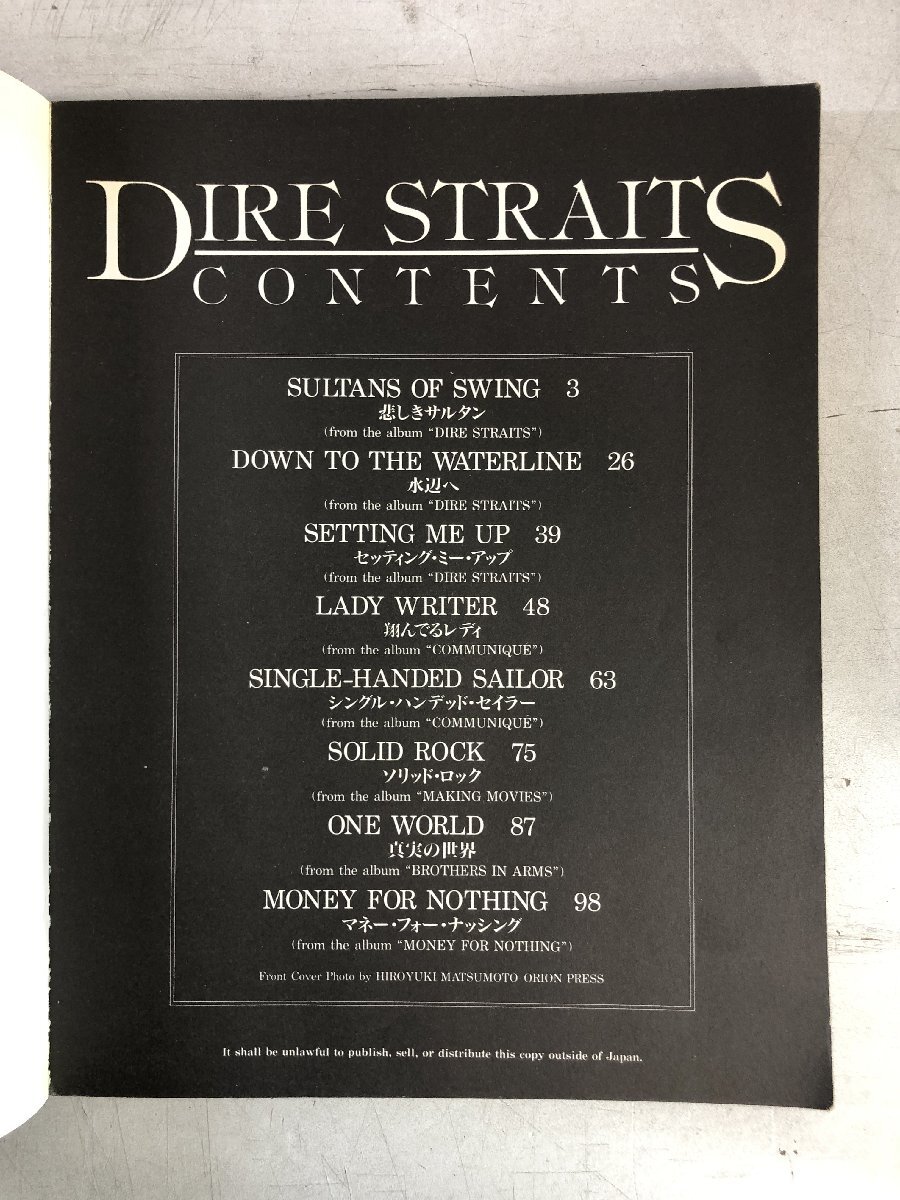 DIRE STRAITS
CONTENTS
SULTANS OF SWING 3
悲しきサルタン
(from the album "DIRE STRAITS")
DOWN TO THE WATERLINE 26
水辺へ
(from the album "DIRE STRAITS")
SETTING ME UP 39
セッティング・ミー・アップ
(from the album "DIRE STRAITS")
LADY WRITER 48
翔んでるレディ
(from the album "COMMUNIQUE")
SINGLE-HANDED SAILOR 63
シングル・ハンデッド・セイラー
(from the album "COMMUNIQUE")
SOLID ROCK 75
ソリッド・ロック
(from the album "MAKING MOVIES")
ONE WORLD 87
真実の世界
(from the album "BROTHERS IN ARMS")
MONEY FOR NOTHING 98
マネー・フォー・ナッシング
(from the album "MONEY FOR NOTHING")
Front Cover Photo by HIROYUKI MATSUMOTO ORION PRESS
It shall be unlawful to publish, sell, or distribute this copy outside of Japan.